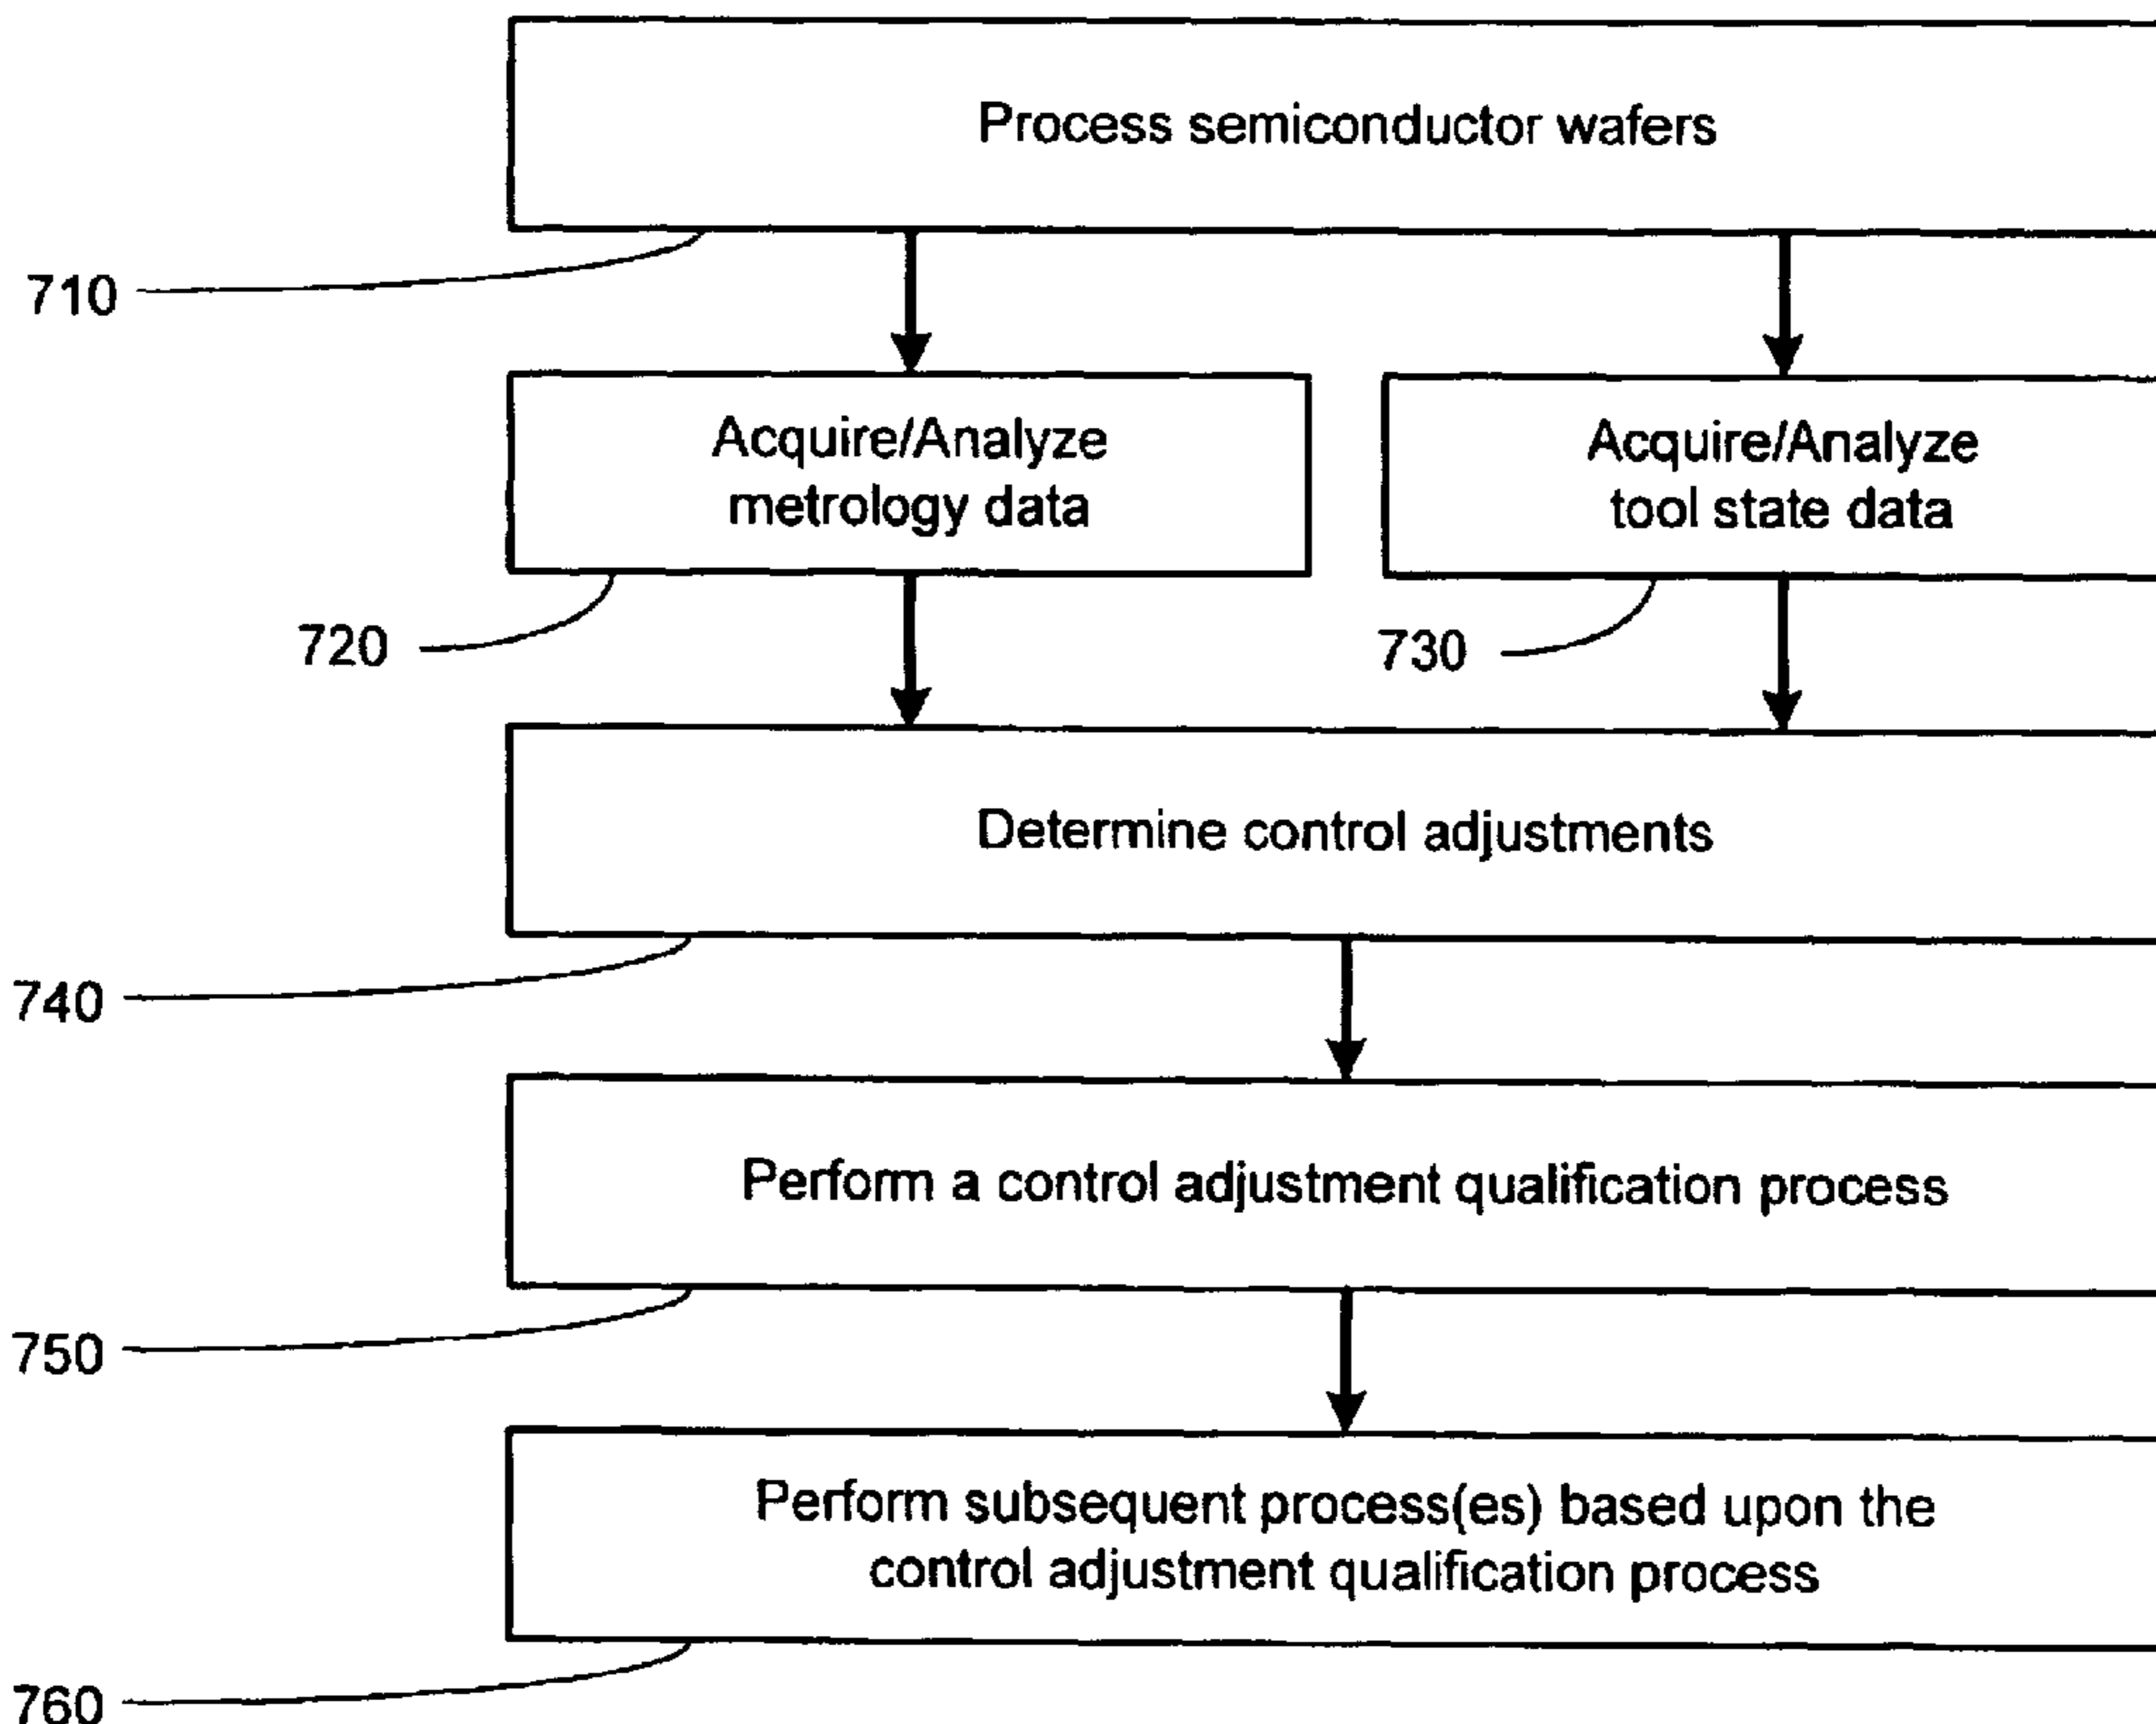 Process semiconductor wafers
710
Acquire/Analyze
metrology data
Acquire/Analyze
tool state data
720
730
Determine control adjustments
740
Perform a control adjustment qualification process
750
Perform subsequent process(es) based upon the
control adjustment qualification process
760